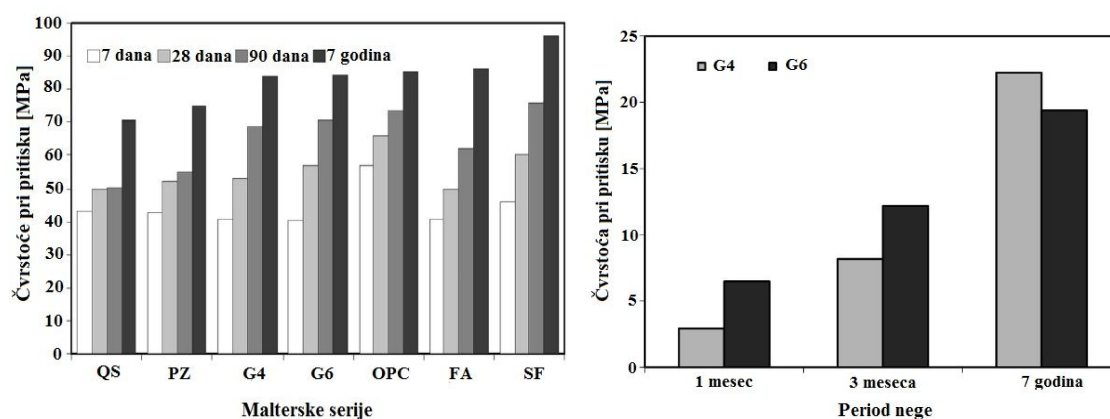 Čvrstoće pri pritisku [MPa]
100
90
80
70
60
50
40
30
20
10
0
7 dana 28 dana 90 dana 7 godina
QS PZ G4 G6 OPC FA SF
Malterske serije
Čvrstoća pri pritisku [MPa]
25
20
15
10
5
0
G4 G6
1 mesec 3 meseca 7 godina
Period nege